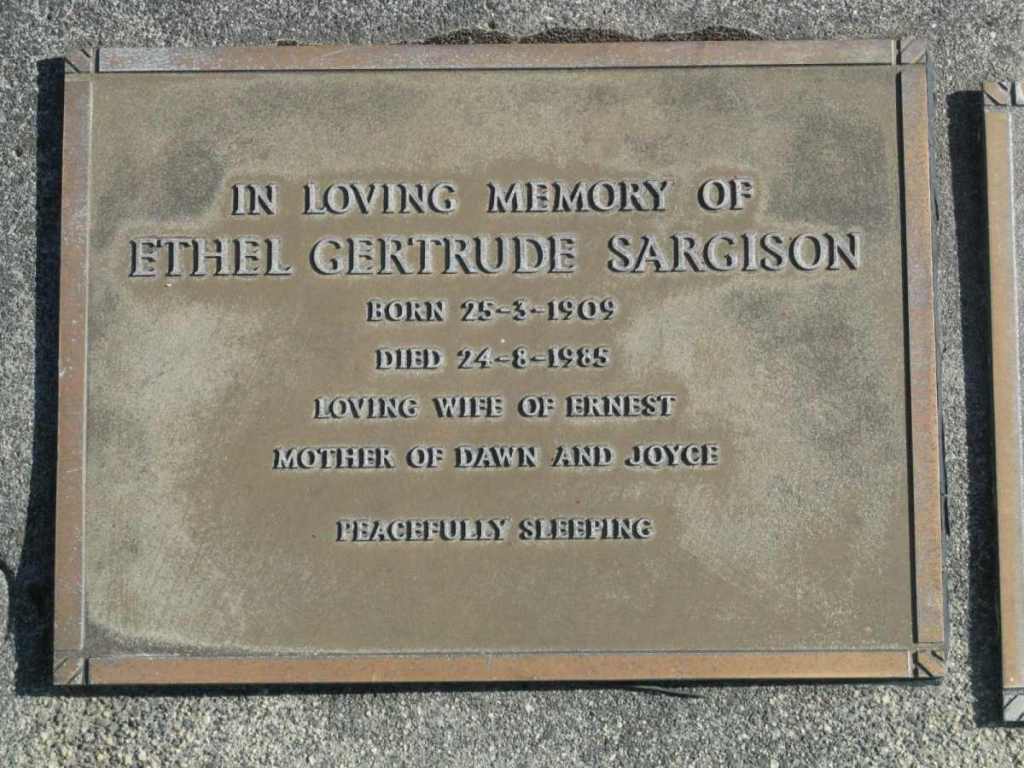 IN LOVING MEMORY OF
ETHEL GERTRUDE SARGISON
BORN 25-3-1909
DIED 24-8-1985
LOVING WIFE OF ERNEST
MOTHER OF DAWN AND JOYCE
PEACEFULLY SLEEPING